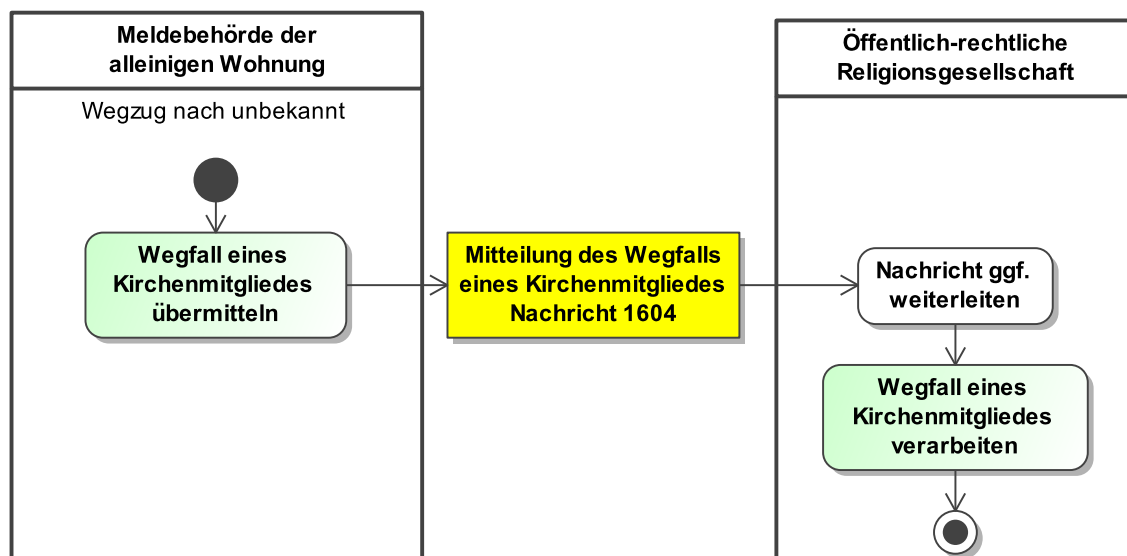 Meldebehörde der
alleinigen Wohnung
Wegzug nach unbekannt
Wegfall eines
Kirchenmitgliedes
übermitteln
Mitteilung des Wegfalls
eines Kirchenmitgliedes
Nachricht 1604
Öffentlich-rechtliche
Religionsgesellschaft
Nachricht ggf.
weiterleiten
Wegfall eines
Kirchenmitgliedes
verarbeiten